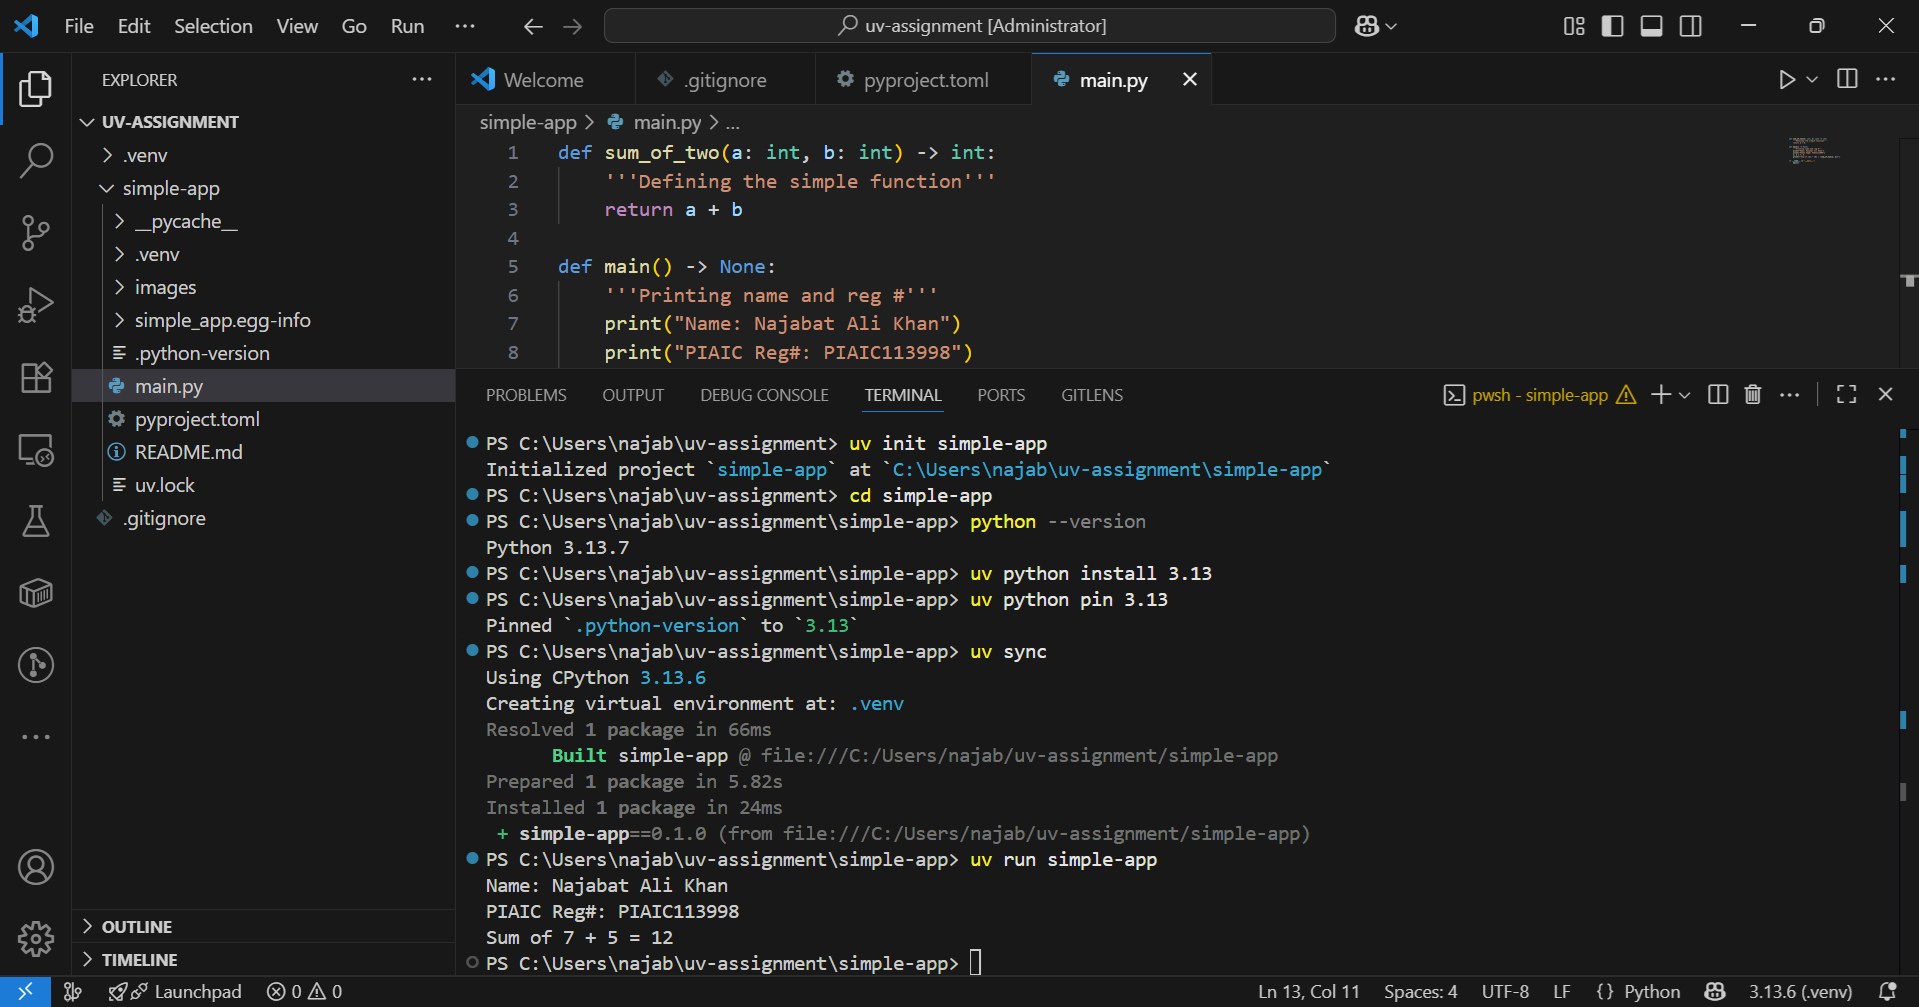 File Edit Selection View Go Run ... uv-assignment [Administrator]
EXPLORER ...
UV-ASSIGNMENT
.venv
simple-app
__pycache__
.venv
images
simple_app.egg-info
.python-version
main.py
pyproject.toml
README.md
uv.lock
.gitignore
OUTLINE
TIMELINE
Welcome .gitignore pyproject.toml main.py
simple-app > main.py > ...
1 def sum_of_two(a: int, b: int) -> int:
2 '''Defining the simple function'''
3 return a + b
4
5 def main() -> None:
6 '''Printing name and reg #'''
7 print("Name: Najabat Ali Khan")
8 print("PIAIC Reg#: PIAIC113998")
PROBLEMS OUTPUT DEBUG CONSOLE TERMINAL PORTS GITLENS pwsh - simple-app
PS C:\Users\najab\uv-assignment> uv init simple-app
Initialized project `simple-app` at `C:\Users\najab\uv-assignment\simple-app`
PS C:\Users\najab\uv-assignment> cd simple-app
PS C:\Users\najab\uv-assignment\simple-app> python --version
Python 3.13.7
PS C:\Users\najab\uv-assignment\simple-app> uv python install 3.13
PS C:\Users\najab\uv-assignment\simple-app> uv python pin 3.13
Pinned `.python-version` to `3.13`
PS C:\Users\najab\uv-assignment\simple-app> uv sync
Using CPython 3.13.6
Creating virtual environment at: .venv
Resolved 1 package in 66ms
Built simple-app @ file:///C:/Users/najab/uv-assignment/simple-app
Prepared 1 package in 5.82s
Installed 1 package in 24ms
+ simple-app==0.1.0 (from file:///C:/Users/najab/uv-assignment/simple-app)
PS C:\Users\najab\uv-assignment\simple-app> uv run simple-app
Name: Najabat Ali Khan
PIAIC Reg#: PIAIC113998
Sum of 7 + 5 = 12
PS C:\Users\najab\uv-assignment\simple-app>
Launchpad 0 0 Ln 13, Col 11 Spaces: 4 UTF-8 LF {} Python 3.13.6 (.venv)